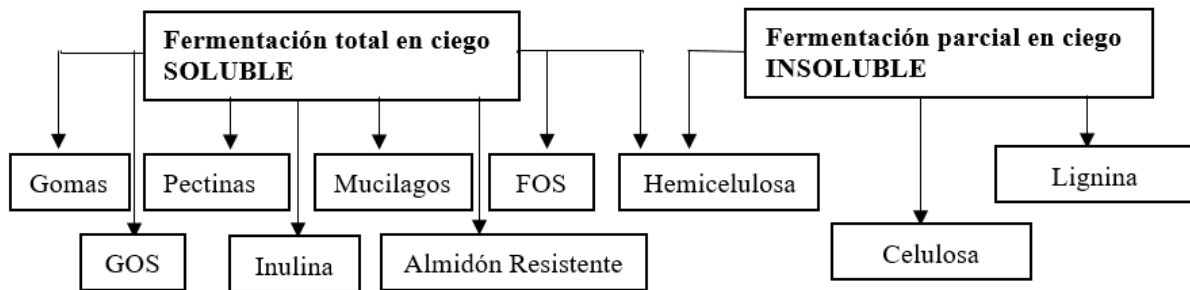 Fermentación total en ciego
SOLUBLE
Fermentación parcial en ciego
INSOLUBLE
Gomas
Pectinas
Mucilagos
FOS
Hemicelulosa
Lignina
GOS
Inulina
Almidón Resistente
Celulosa